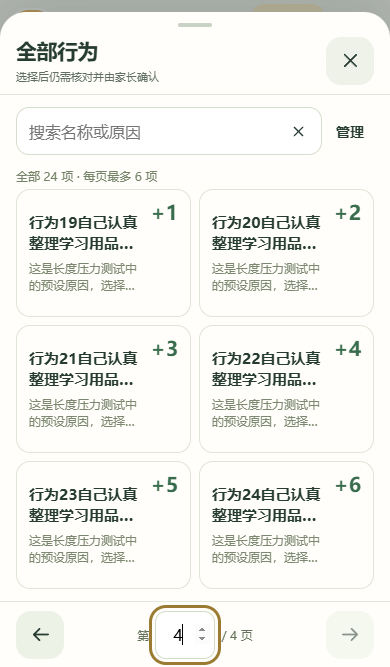 全部行为
选择后仍需核对并由家长确认
搜索名称或原因
管理
全部 24 项 · 每页最多 6 项
行为19自己认真
整理学习用品...
+1
这是长度压力测试中
的预设原因，选择...
行为20自己认真
整理学习用品...
+2
这是长度压力测试中
的预设原因，选择...
行为21自己认真
整理学习用品...
+3
这是长度压力测试中
的预设原因，选择...
行为22自己认真
整理学习用品...
+4
这是长度压力测试中
的预设原因，选择...
行为23自己认真
整理学习用品...
+5
这是长度压力测试中
的预设原因，选择...
行为24自己认真
整理学习用品...
+6
这是长度压力测试中
的预设原因，选择...
第 4 / 4 页